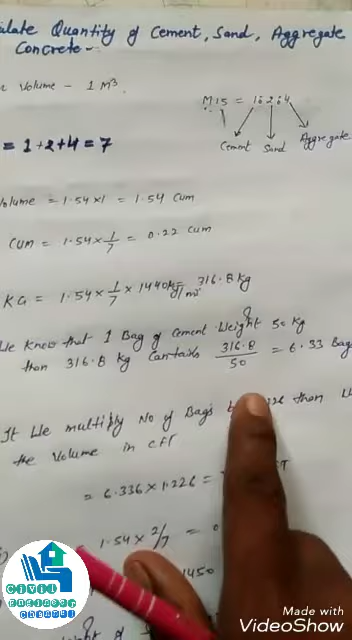 ulate Quantity of Cement, Sand, Aggregate
Concrete -
Volume - 1 M³.
M15 = 1:2:4
Cement Sand Aggregate
= 1+2+4 = 7
Volume = 1.54×1 = 1.54 Cum
Cum = 1.54 × 1/7 = 0.22 Cum
KG = 1.54 × 1/7 × 1440 kg/m³ = 316.8 kg
We Know that 1 Bag of Cement Weight 50 kg
than 316.8 kg Contains 316.8/50 = 6.33 Bag
If We multiply No of Bags than
the Volume in cft
= 6.336 × 1.226 =
1.54 × 2/7 =
1450
CIVIL
ENGINEER
CHANNEL
Made with
VideoShow